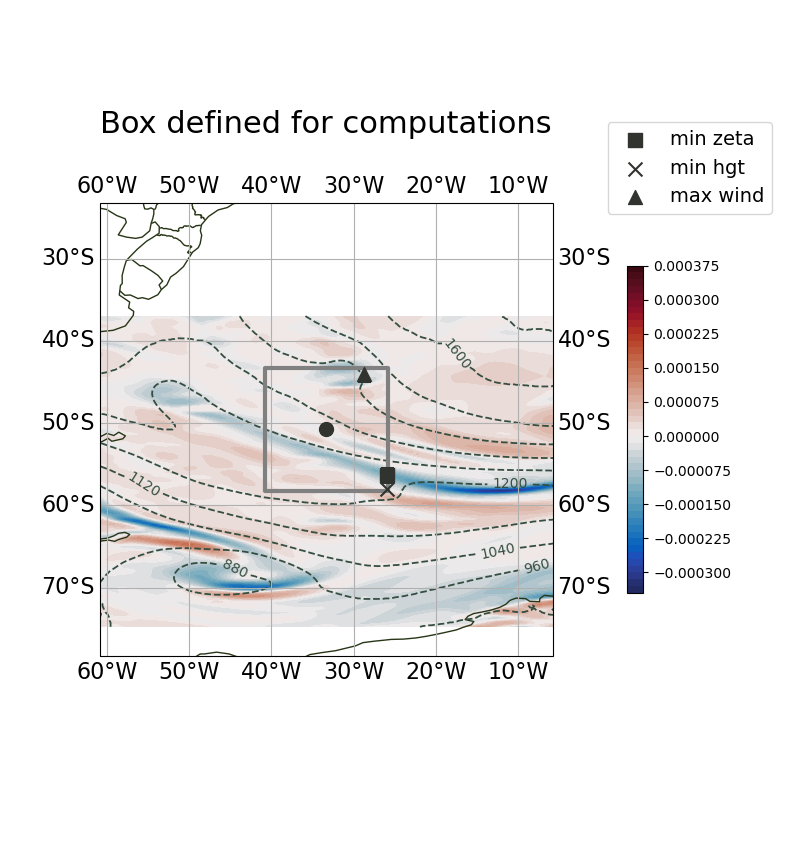 Box defined for computations
min zeta
min hgt
max wind
60°W 50°W 40°W 30°W 20°W 10°W
30°S 30°S
40°S 40°S
50°S 50°S
60°S 60°S
70°S 70°S
60°W 50°W 40°W 30°W 20°W 10°W
1600
1200
1120
1040
960
880
0.000375
0.000300
0.000225
0.000150
0.000075
0.000000
−0.000075
−0.000150
−0.000225
−0.000300